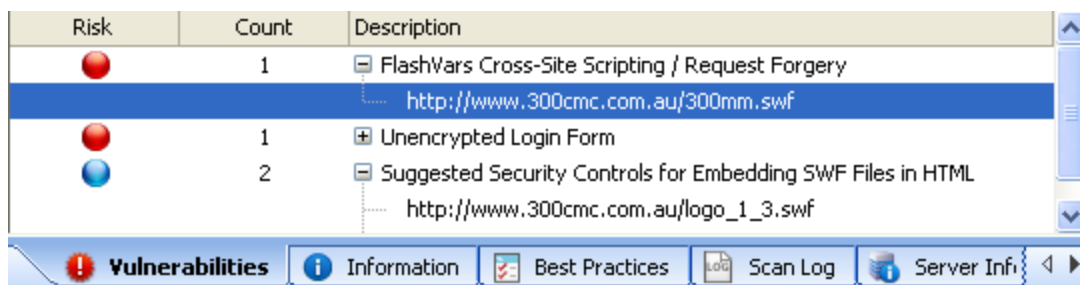 Risk Count Description
1 FlashVars Cross-Site Scripting / Request Forgery
http://www.300cmc.com.au/300mm.swf
1 Unencrypted Login Form
2 Suggested Security Controls for Embedding SWF Files in HTML
http://www.300cmc.com.au/logo_1_3.swf
Vulnerabilities Information Best Practices LOG Scan Log Server Inf